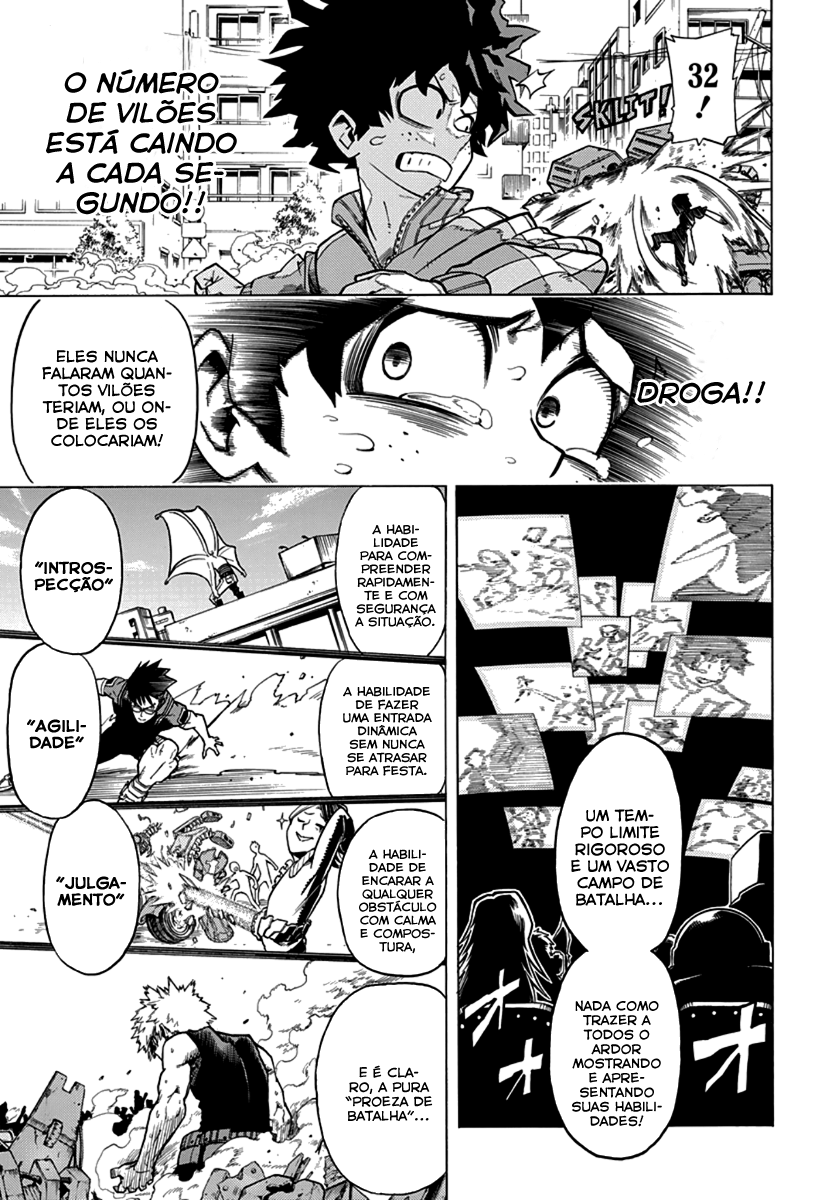 32
!
SKLIT!
O NÚMERO
DE VILÕES
ESTÁ CAINDO
A CADA SE-
GUNDO!!
DROGA!!
ELES NUNCA
FALARAM QUAN-
TOS VILÕES
TERIAM, OU ON-
DE ELES OS
COLOCARIAM!
UM TEM-
PO LIMITE
RIGOROSO
E UM VASTO
CAMPO DE
BATALHA...
NADA COMO
TRAZER A
TODOS O
ARDOR
MOSTRANDO
E APRE-
SENTANDO
SUAS HABILI-
DADES!
オ
オ
A HABI-
LIDADE
PARA COM-
PREENDER
RAPIDAMEN-
TE E COM
SEGURANÇA
A SITUAÇÃO.
"INTROS-
PECÇÃO"
A HABILIDADE
DE FAZER
UMA ENTRADA
DINÂMICA
SEM NUNCA
SE ATRASAR
PARA FESTA.
"AGILI-
DADE"
A HABILI-
DADE DE
ENCARAR A
QUALQUER
OBSTÁCULO
COM CALMA
E COMPOS-
TURA,
"JULGA-
MENTO"
E É CLA-
RO, A PURA
"PROEZA DE
BATALHA"...